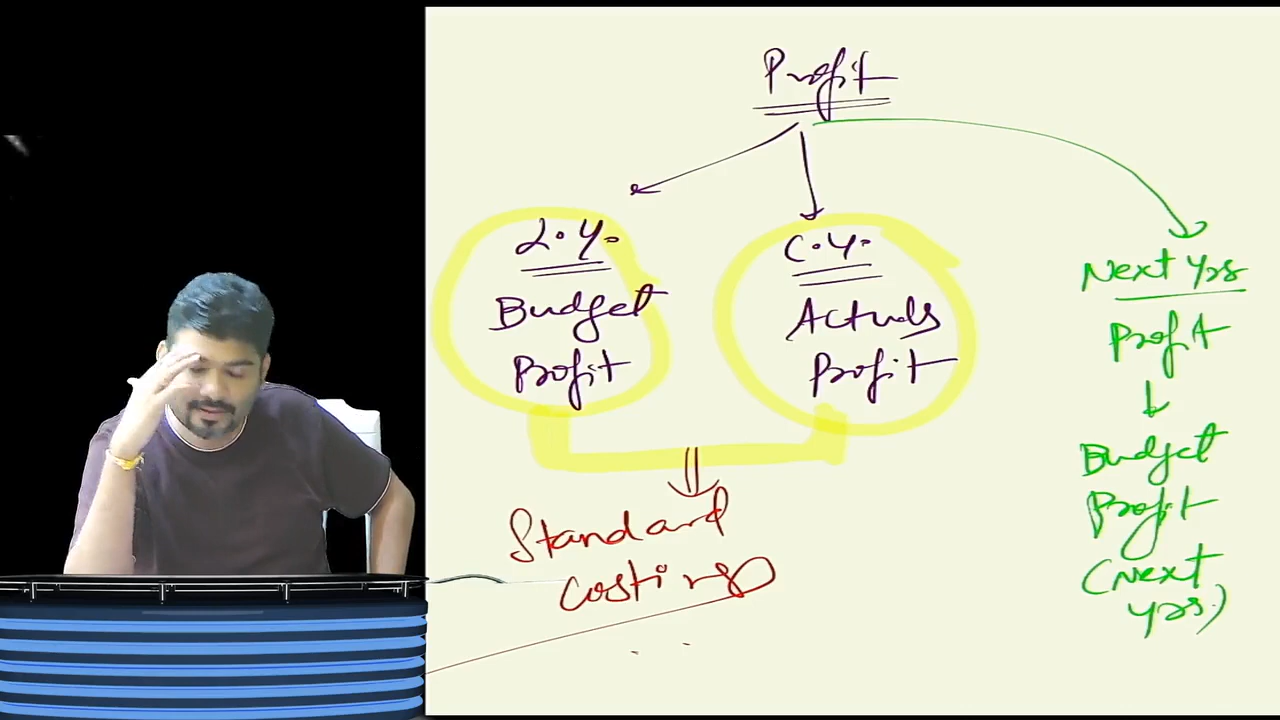 Profit
L.Y.
Budget
Profit
C.Y.
Actuals
Profit
Next yrs
Profit
Budget
Profit
(Next
yrs.)
Standard
Costing